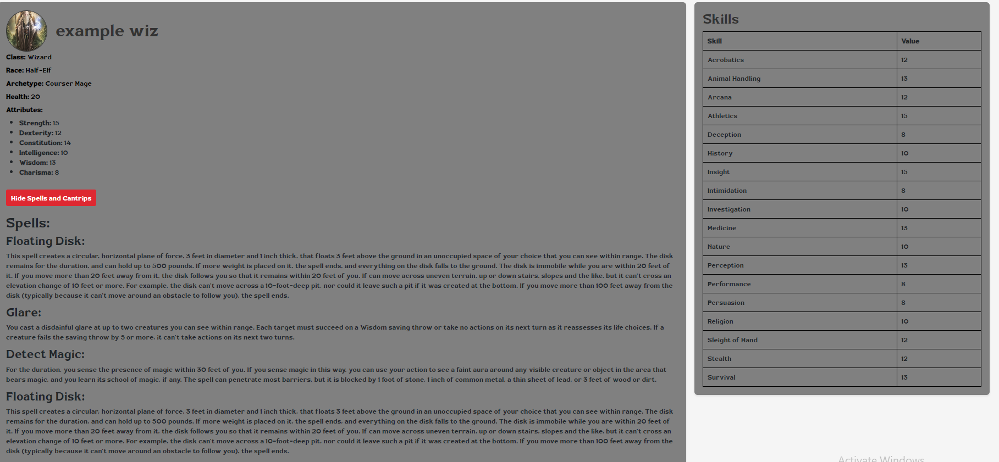 example wiz
Class: Wizard
Race: Half-Elf
Archetype: Courser Mage
Health: 20
Attributes:
Strength: 15
Dexterity: 12
Constitution: 14
Intelligence: 10
Wisdom: 13
Charisma: 8
Hide Spells and Cantrips
Spells:
Floating Disk:
This spell creates a circular, horizontal plane of force, 3 feet in diameter and 1 inch thick, that floats 3 feet above the ground in an unoccupied space of your choice that you can see within range. The disk
remains for the duration, and can hold up to 500 pounds. If more weight is placed on it, the spell ends, and everything on the disk falls to the ground. The disk is immobile while you are within 20 feet of
it. If you move more than 20 feet away from it, the disk follows you so that it remains within 20 feet of you. If can move across uneven terrain, up or down stairs, slopes and the like, but it can't cross an
elevation change of 10 feet or more. For example, the disk can't move across a 10-foot-deep pit, nor could it leave such a pit if it was created at the bottom. If you move more than 100 feet away from the
disk (typically because it can't move around an obstacle to follow you), the spell ends.
Glare:
You cast a disdainful glare at up to two creatures you can see within range. Each target must succeed on a Wisdom saving throw or take no actions on its next turn as it reassesses its life choices. If a
creature fails the saving throw by 5 or more, it can't take actions on its next two turns.
Detect Magic:
For the duration, you sense the presence of magic within 30 feet of you. If you sense magic in this way, you can use your action to see a faint aura around any visible creature or object in the area that
bears magic, and you learn its school of magic, if any. The spell can penetrate most barriers, but it is blocked by 1 foot of stone, 1 inch of common metal, a thin sheet of lead, or 3 feet of wood or dirt.
Floating Disk:
This spell creates a circular, horizontal plane of force, 3 feet in diameter and 1 inch thick, that floats 3 feet above the ground in an unoccupied space of your choice that you can see within range. The disk
remains for the duration, and can hold up to 500 pounds. If more weight is placed on it, the spell ends, and everything on the disk falls to the ground. The disk is immobile while you are within 20 feet of
it. If you move more than 20 feet away from it, the disk follows you so that it remains within 20 feet of you. If can move across uneven terrain, up or down stairs, slopes and the like, but it can't cross an
elevation change of 10 feet or more. For example, the disk can't move across a 10-foot-deep pit, nor could it leave such a pit if it was created at the bottom. If you move more than 100 feet away from the
disk (typically because it can't move around an obstacle to follow you), the spell ends.
Skills
Skill Value
Acrobatics 12
Animal Handling 13
Arcana 12
Athletics 15
Deception 8
History 10
Insight 15
Intimidation 8
Investigation 10
Medicine 13
Nature 10
Perception 13
Performance 8
Persuasion 8
Religion 10
Sleight of Hand 12
Stealth 12
Survival 13
Activate Windows